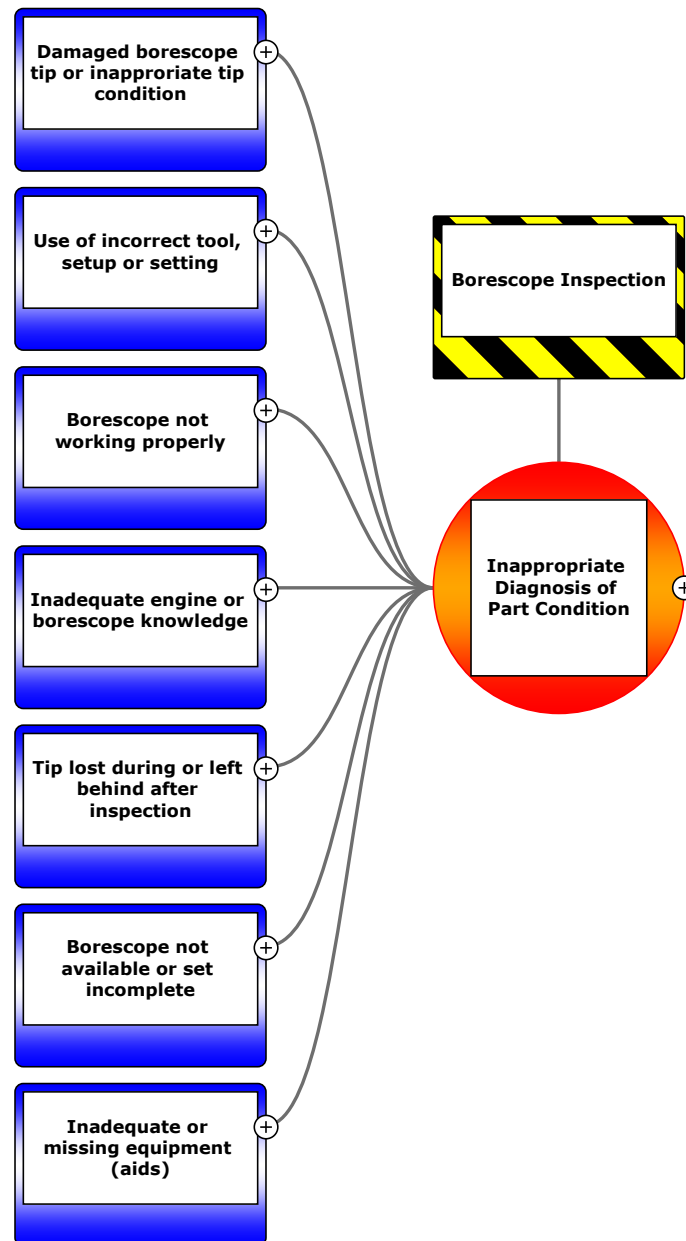 Damaged borescope
tip or inapproriate tip
condition
Use of incorrect tool,
setup or setting
Borescope not
working properly
Inadequate engine or
borescope knowledge
Tip lost during or left
behind after
inspection
Borescope not
available or set
incomplete
Inadequate or
missing equipment
(aids)
Borescope Inspection
Inappropriate
Diagnosis of
Part Condition